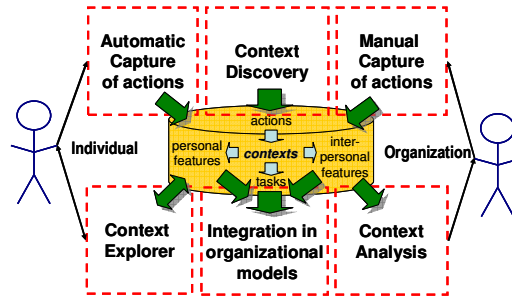 Automatic
Capture
of actions
Context
Discovery
Manual
Capture
of actions
actions
personal
features
contexts
inter-
personal
features
tasks
Individual
Organization
Context
Explorer
Integration in
organizational
models
Context
Analysis